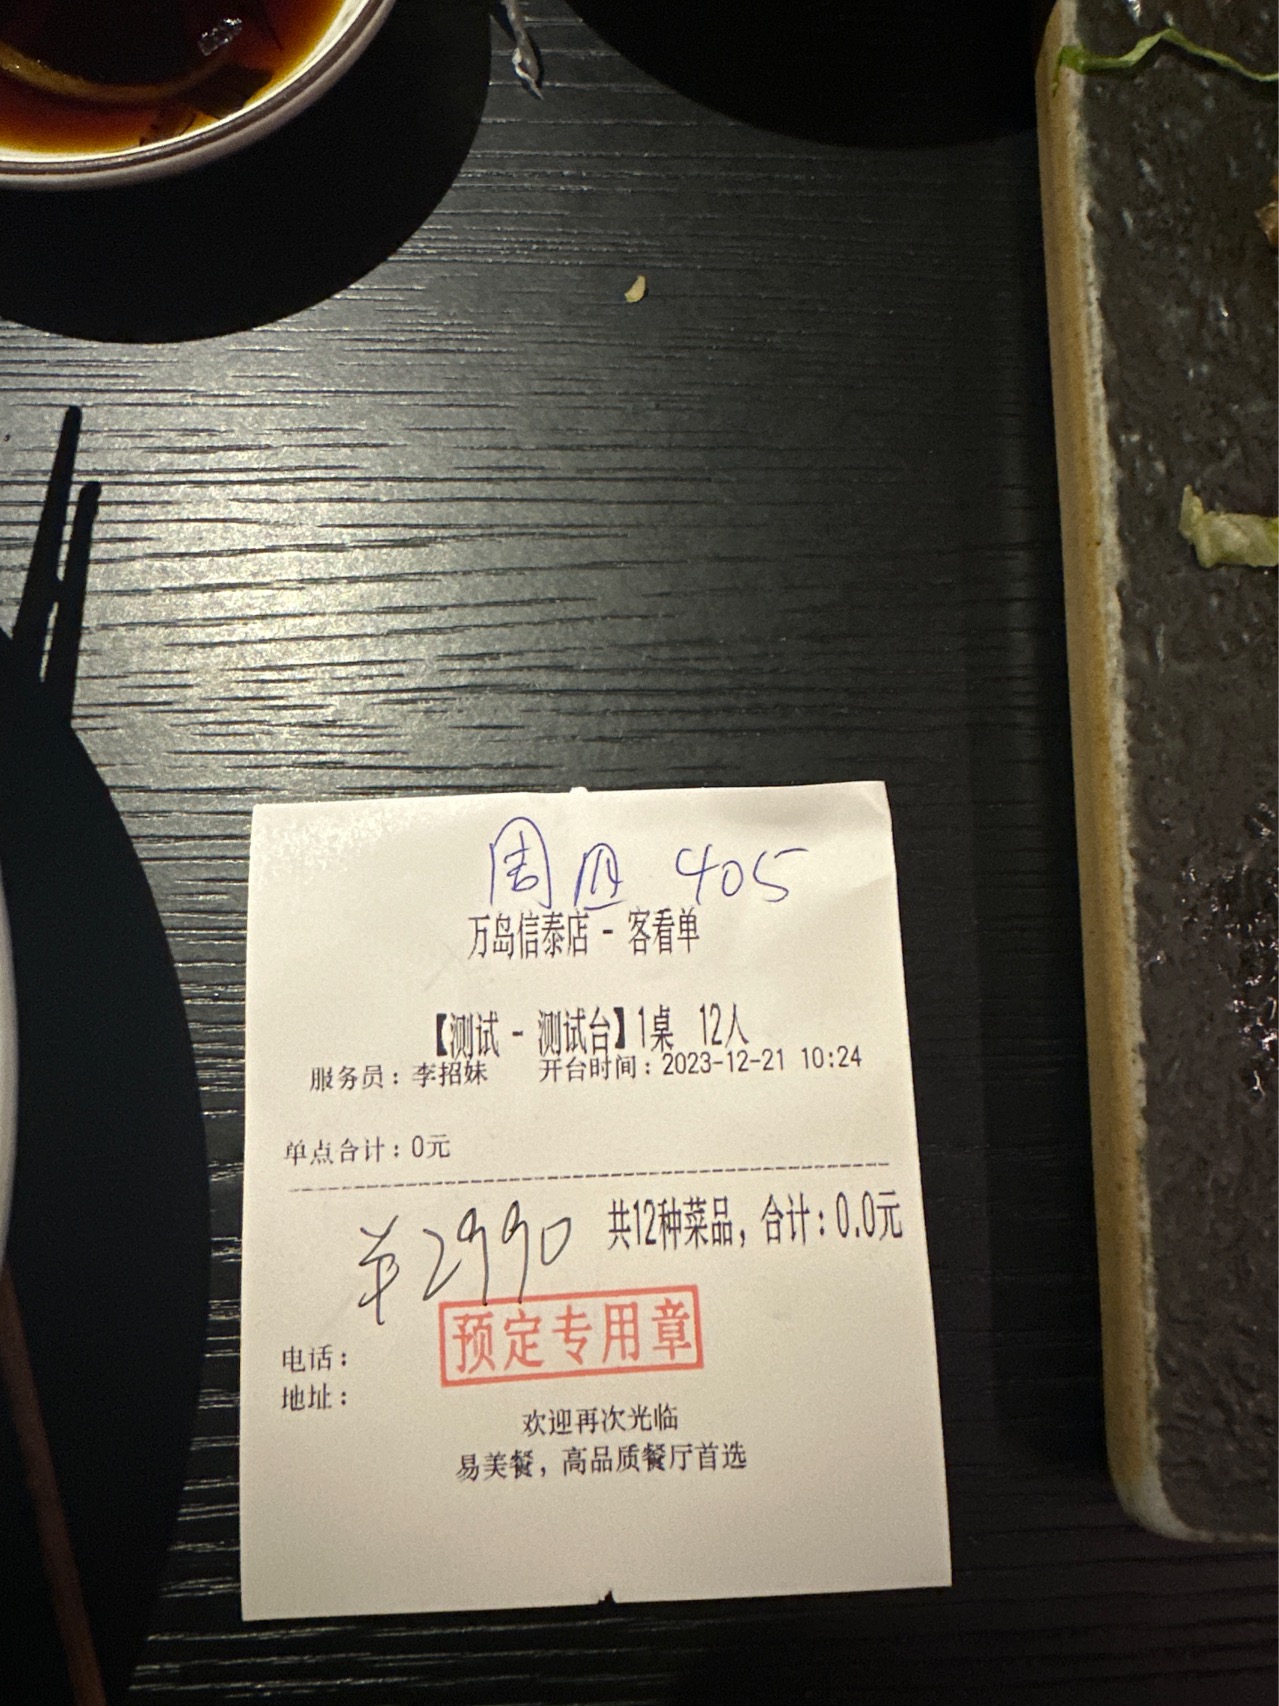 周四 405
万岛信泰店 - 客看单
【测试 - 测试台】1桌 12人
服务员：李招妹 开台时间：2023-12-21 10:24
单点合计：0元
共12种菜品，合计：0.0元
¥2990
预定专用章
电话：
地址：
欢迎再次光临
易美餐，高品质餐厅首选